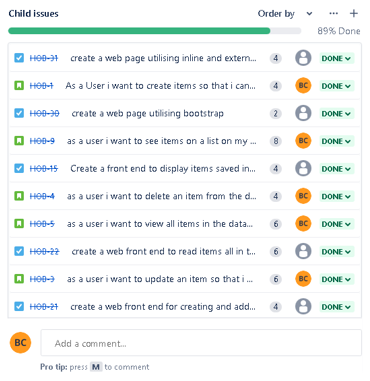 Child issues
Order by
89% Done
HOB-31 create a web page utilising inline and extern... 4 DONE
HOB-1 As a User i want to create items so that i can... 4 BC DONE
HOB-30 create a web page utilising bootstrap 2 DONE
HOB-9 as a user i want to see items on a list on my ... 8 BC DONE
HOB-15 Create a front end to display items saved in... 4 DONE
HOB-4 as a user i want to delete an item from the d... 4 BC DONE
HOB-5 as a user i want to view all items in the data... 6 BC DONE
HOB-22 create a web front end to read items all in t... 6 DONE
HOB-3 as a user i want to update an item so that i ... 6 BC DONE
HOB-21 create a web front end for creating and add... 4 DONE
BC Add a comment...
Pro tip: press M to comment